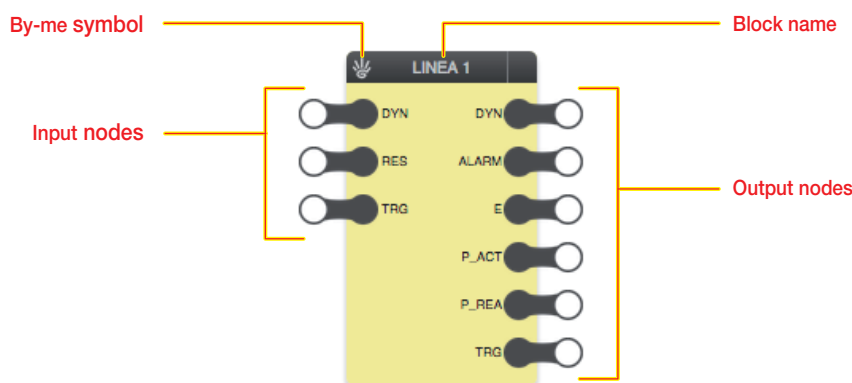 By-me symbol
Block name
LINEA 1
Input nodes
DYN
RES
TRG
DYN
ALARM
E
P_ACT
P_REA
TRG
Output nodes